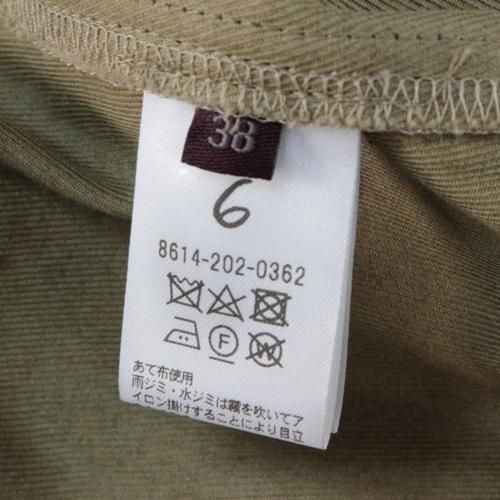 38
6
8614-202-0362
F
W
あて布使用
雨ジミ・水ジミは霧を吹いてア
イロン掛けすることにより目立